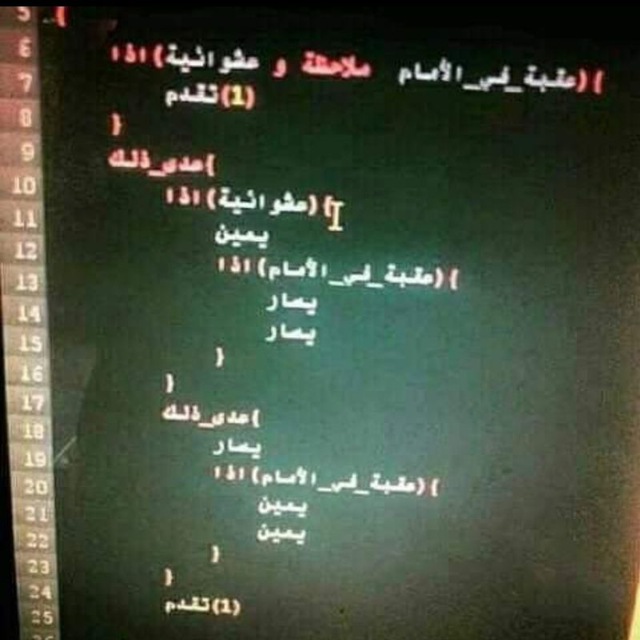 5 {
6 اذا (عشوائية و ملاحظة عقبة_في_الأمام) {
7 تقدم(1)
8 }
9 عدى_ذلك{
10 اذا (عشوائية) {
11 يمين
12 اذا (عقبة_في_الأمام) {
13 يسار
14 يسار
15 }
16 }
17 عدى_ذلك{
18 يسار
19 اذا (عقبة_في_الأمام) {
20 يمين
21 يمين
22 }
23 }
24 تقدم(1)
25